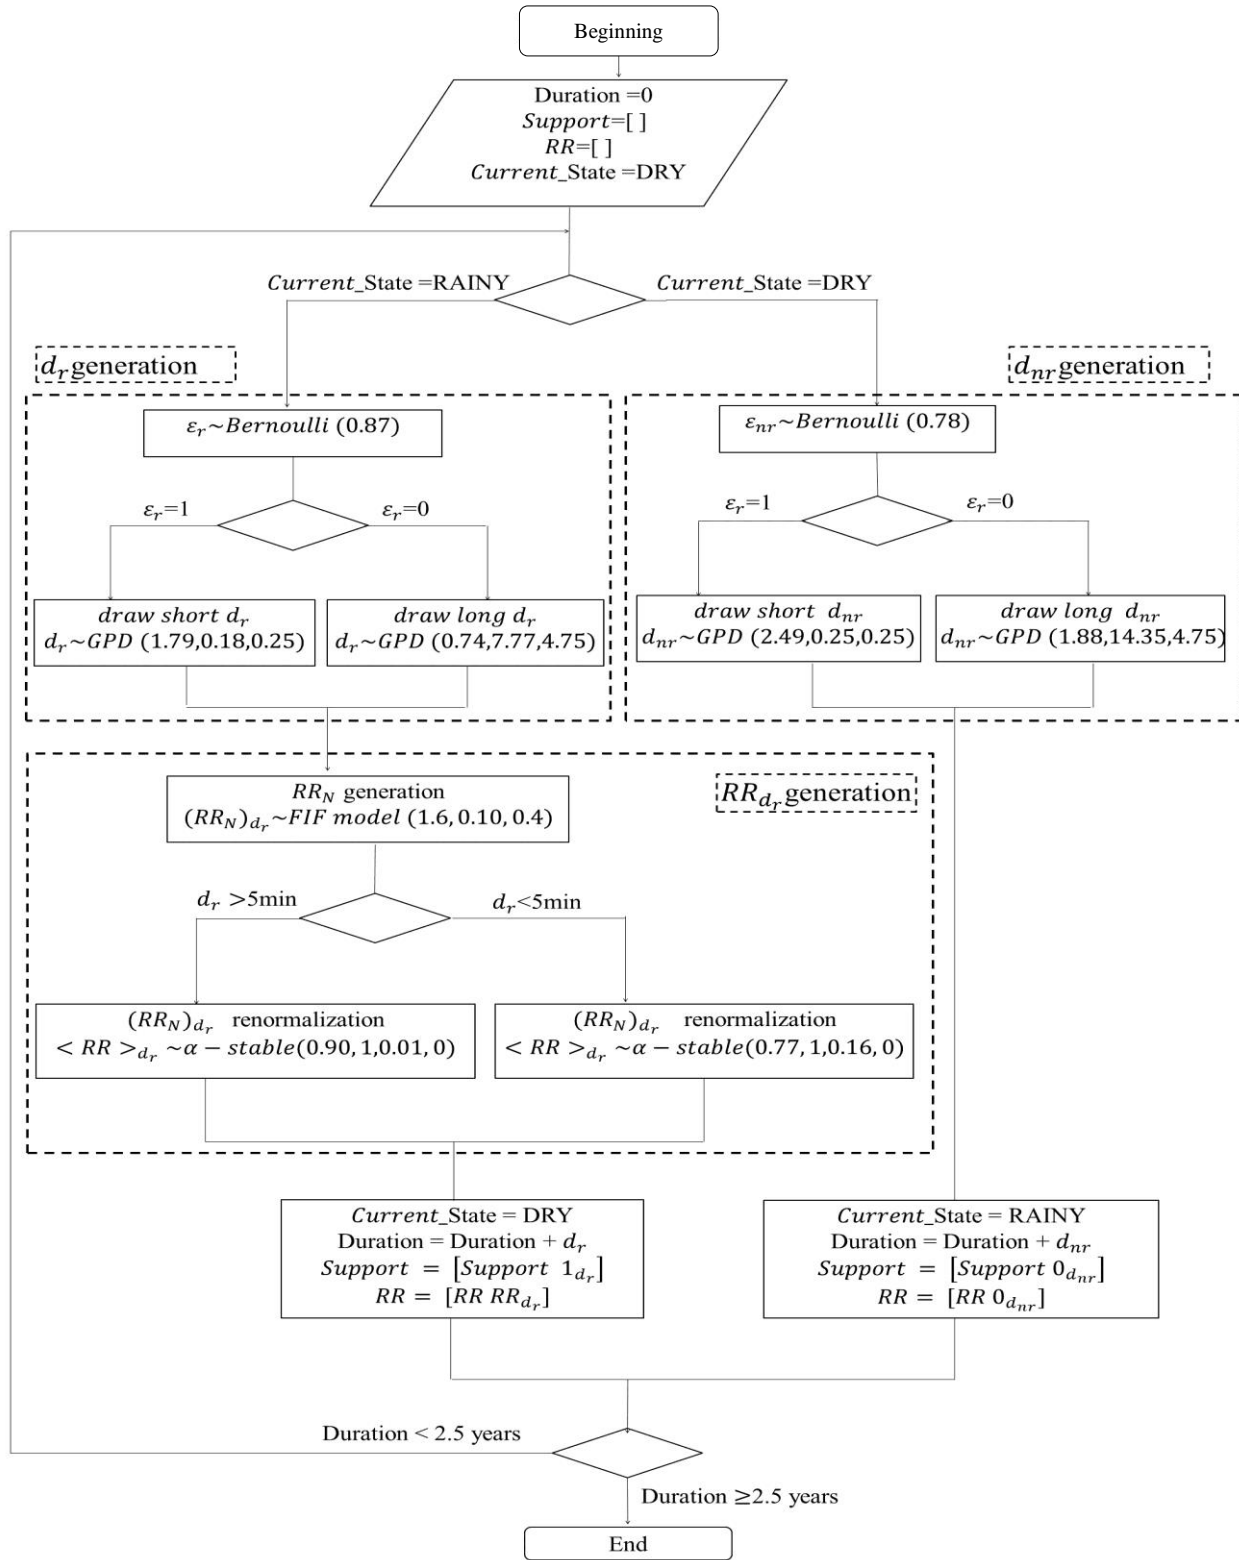 Beginning
Duration =0
Support=[ ]
RR=[ ]
Current_State =DRY
Current_State =RAINY
Current_State =DRY
d_r generation
d_nr generation
ε_r~Bernoulli (0.87)
ε_nr~Bernoulli (0.78)
ε_r=1
ε_r=0
ε_r=1
ε_r=0
draw short d_r
d_r~GPD (1.79,0.18,0.25)
draw long d_r
d_r~GPD (0.74,7.77,4.75)
draw short d_nr
d_nr~GPD (2.49,0.25,0.25)
draw long d_nr
d_nr~GPD (1.88,14.35,4.75)
RR_N generation
(RR_N)_d_r~FIF model (1.6, 0.10, 0.4)
RR_d_r generation
d_r >5min
d_r<5min
(RR_N)_d_r renormalization
< RR >_d_r ~α − stable(0.90, 1,0.01, 0)
(RR_N)_d_r renormalization
< RR >_d_r ~α − stable(0.77, 1,0.16, 0)
Current_State = DRY
Duration = Duration + d_r
Support = [Support 1_d_r]
RR = [RR RR_d_r]
Current_State = RAINY
Duration = Duration + d_nr
Support = [Support 0_d_nr]
RR = [RR 0_d_nr]
Duration < 2.5 years
Duration ≥2.5 years
End